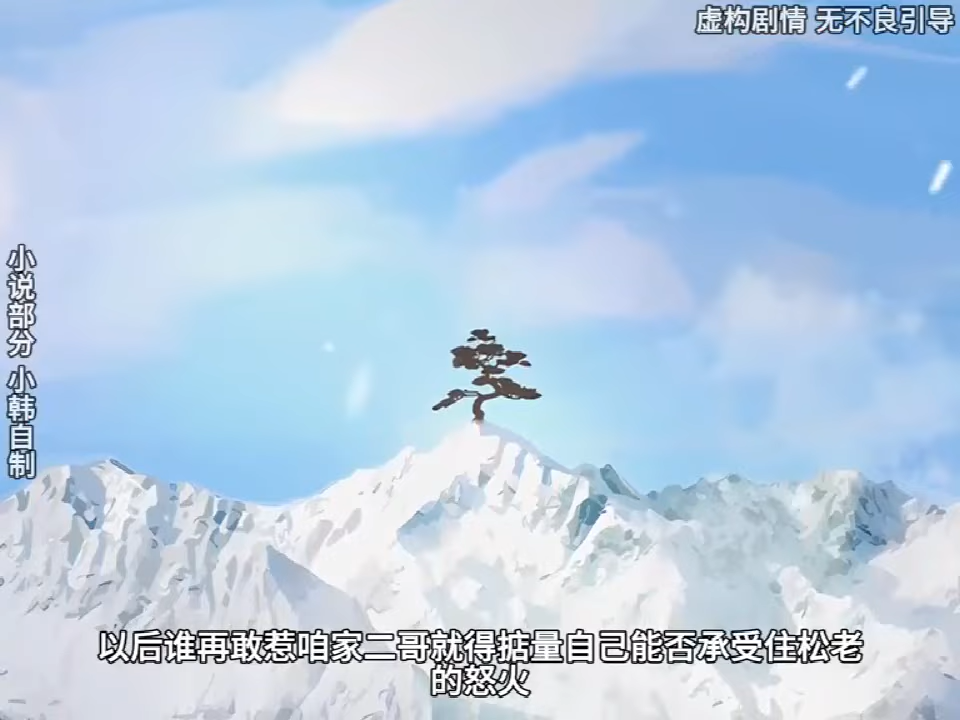 虚构剧情 无不良引导
小说部分 小韩自制
以后谁再敢惹咱家二哥就得掂量自己能否承受住松老
的怒火